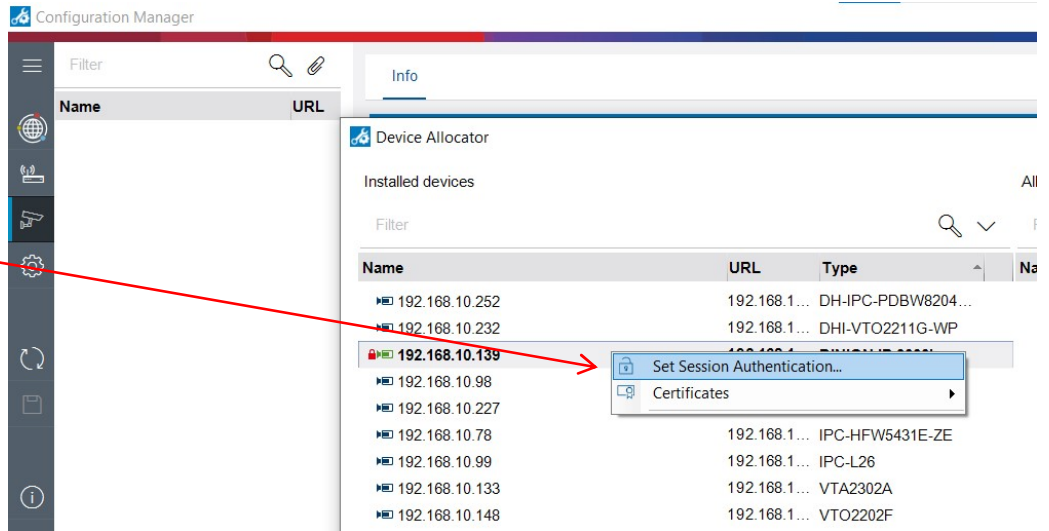 Configuration Manager
Filter
Info
Name URL
Device Allocator
Installed devices
All
Filter
Name URL Type Na
192.168.10.252 192.168.1... DH-IPC-PDBW8204...
192.168.10.232 192.168.1... DHI-VTO2211G-WP
192.168.10.139
Set Session Authentication...
192.168.10.98
Certificates
192.168.10.227
192.168.10.78 192.168.1... IPC-HFW5431E-ZE
192.168.10.99 192.168.1... IPC-L26
192.168.10.133 192.168.1... VTA2302A
192.168.10.148 192.168.1... VTO2202F